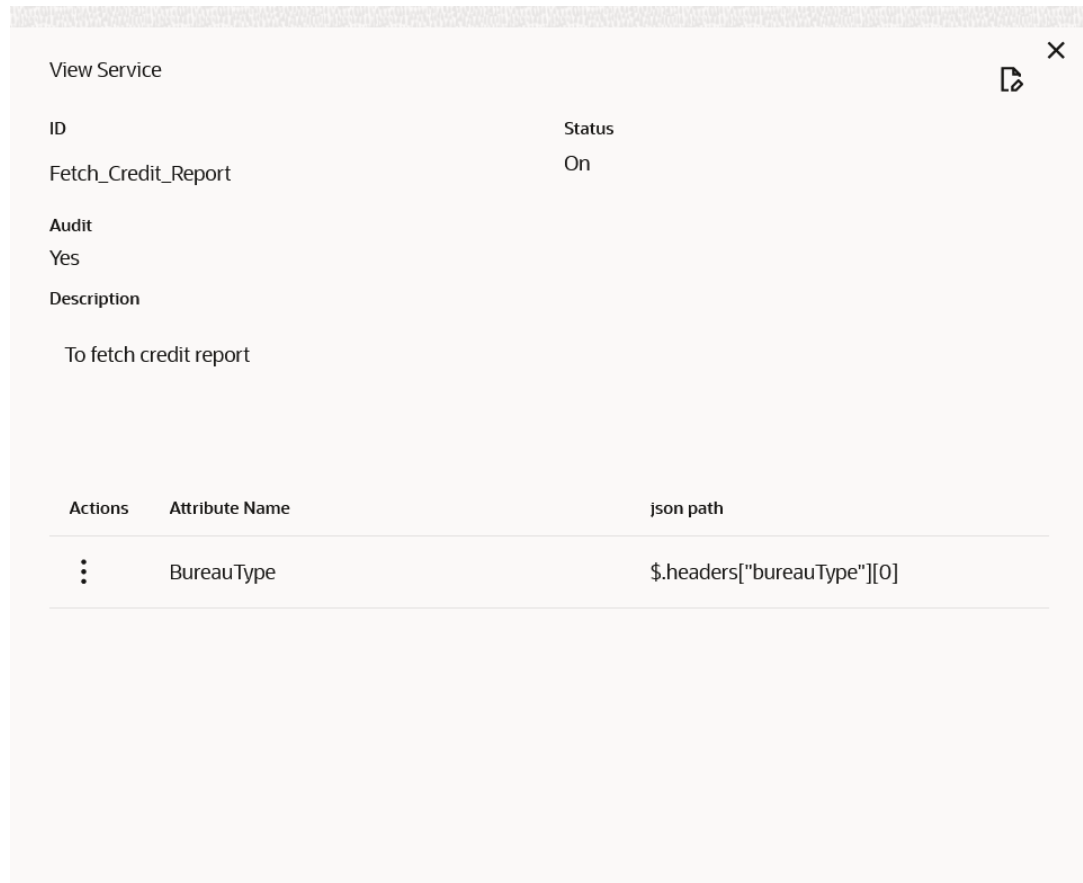 View Service
ID
Status
Fetch_Credit_Report
On
Audit
Yes
Description
To fetch credit report
Actions Attribute Name json path
BureauType $.headers["bureauType"][0]